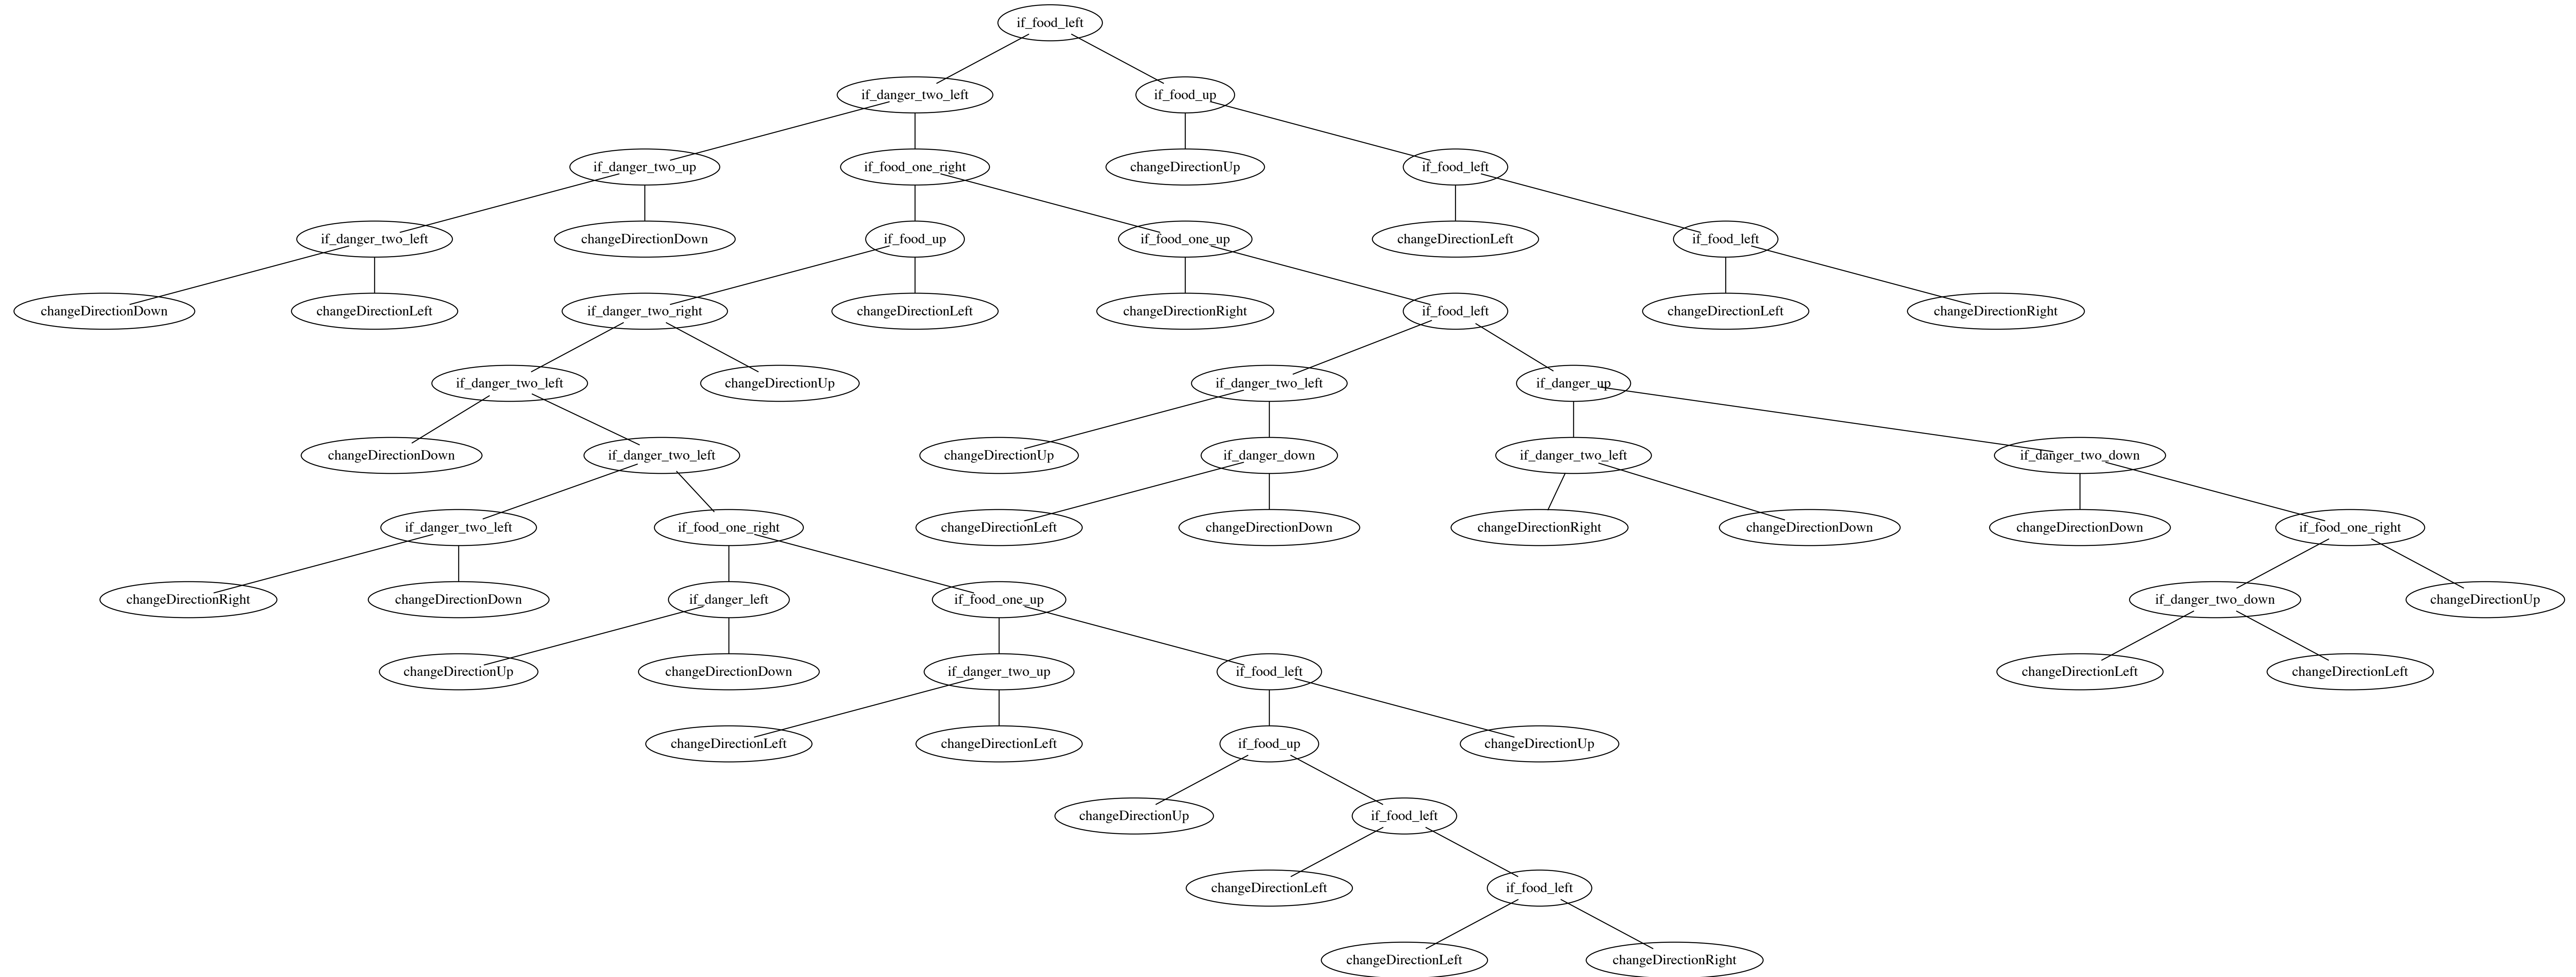 if_food_left
if_danger_two_left
if_food_up
if_danger_two_up
if_food_one_right
changeDirectionUp
if_food_left
if_danger_two_left
changeDirectionDown
if_food_up
if_food_one_up
changeDirectionLeft
if_food_left
changeDirectionDown
changeDirectionLeft
if_danger_two_right
changeDirectionLeft
changeDirectionRight
if_food_left
changeDirectionLeft
changeDirectionRight
if_danger_two_left
changeDirectionUp
if_danger_two_left
if_danger_up
changeDirectionDown
if_danger_two_left
changeDirectionUp
if_danger_down
if_danger_two_left
if_danger_two_down
if_danger_two_left
if_food_one_right
changeDirectionLeft
changeDirectionDown
changeDirectionRight
changeDirectionDown
changeDirectionDown
if_food_one_right
changeDirectionRight
changeDirectionDown
if_danger_left
if_food_one_up
if_danger_two_down
changeDirectionUp
changeDirectionUp
changeDirectionDown
if_danger_two_up
if_food_left
changeDirectionLeft
changeDirectionLeft
changeDirectionLeft
changeDirectionLeft
if_food_up
changeDirectionUp
changeDirectionUp
if_food_left
changeDirectionLeft
if_food_left
changeDirectionLeft
changeDirectionRight